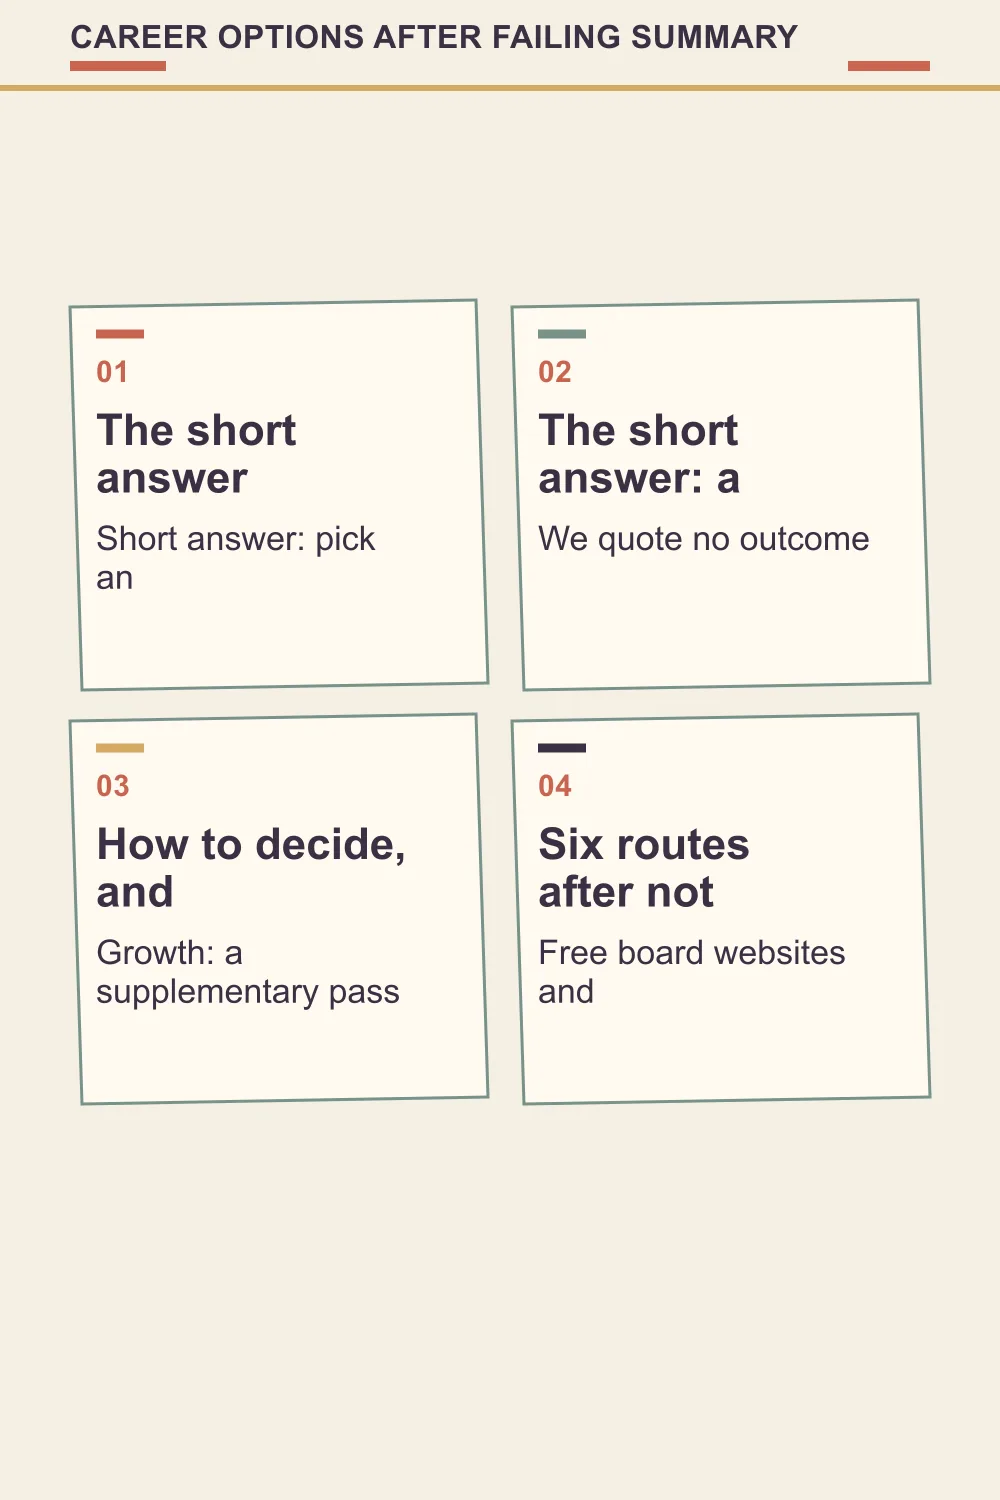 CAREER OPTIONS AFTER FAILING SUMMARY
01
The short
answer
Short answer: pick
an
02
The short
answer: a
We quote no outcome
03
How to decide,
and
Growth: a
supplementary pass
04
Six routes
after not
Free board websites
and